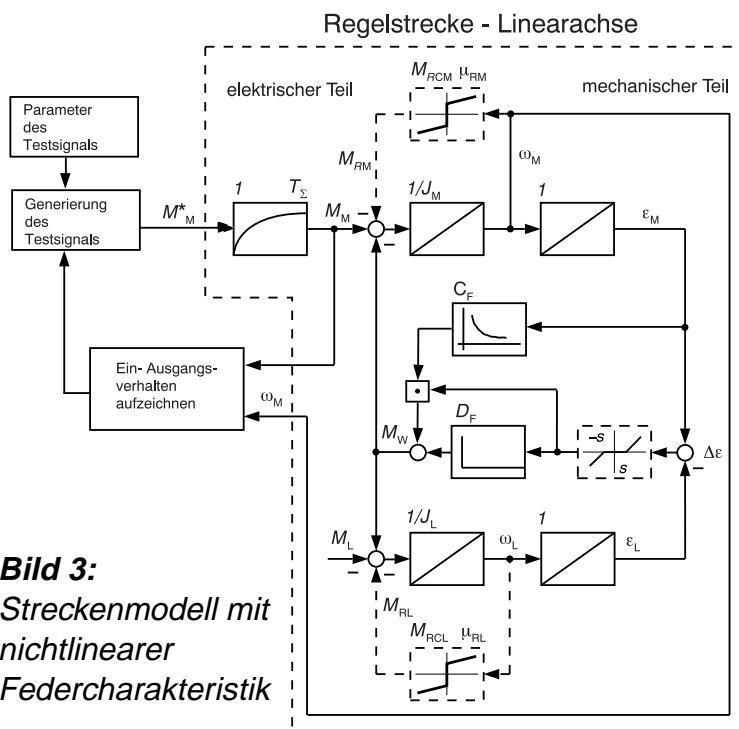 Regelstrecke - Linearachse
elektrischer Teil
mechanischer Teil
M_RCM μ_RM
Parameter
des
Testsignals
M_RM
ω_M
Generierung
des
Testsignals
M*_M
1 T_Σ
M_M
1/J_M
1
ε_M
C_F
Ein- Ausgangs-
verhalten
aufzeichnen
ω_M
M_W
D_F
-s
s
Δε
M_L
1/J_L
ω_L
1
ε_L
M_RL
M_RCL μ_RL
Bild 3:
Streckenmodell mit
nichtlinearer
Federcharakteristik